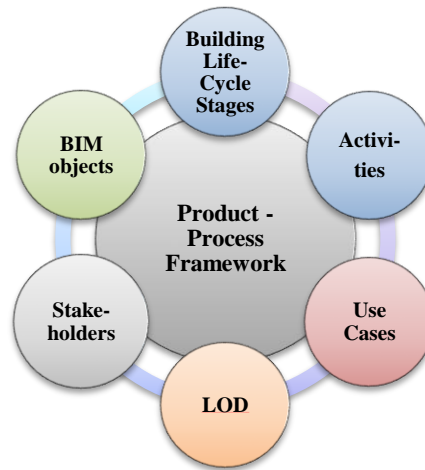 Building
Life-
Cycle
Stages
Activi-
ties
Use
Cases
LOD
Stake-
holders
BIM
objects
Product -
Process
Framework